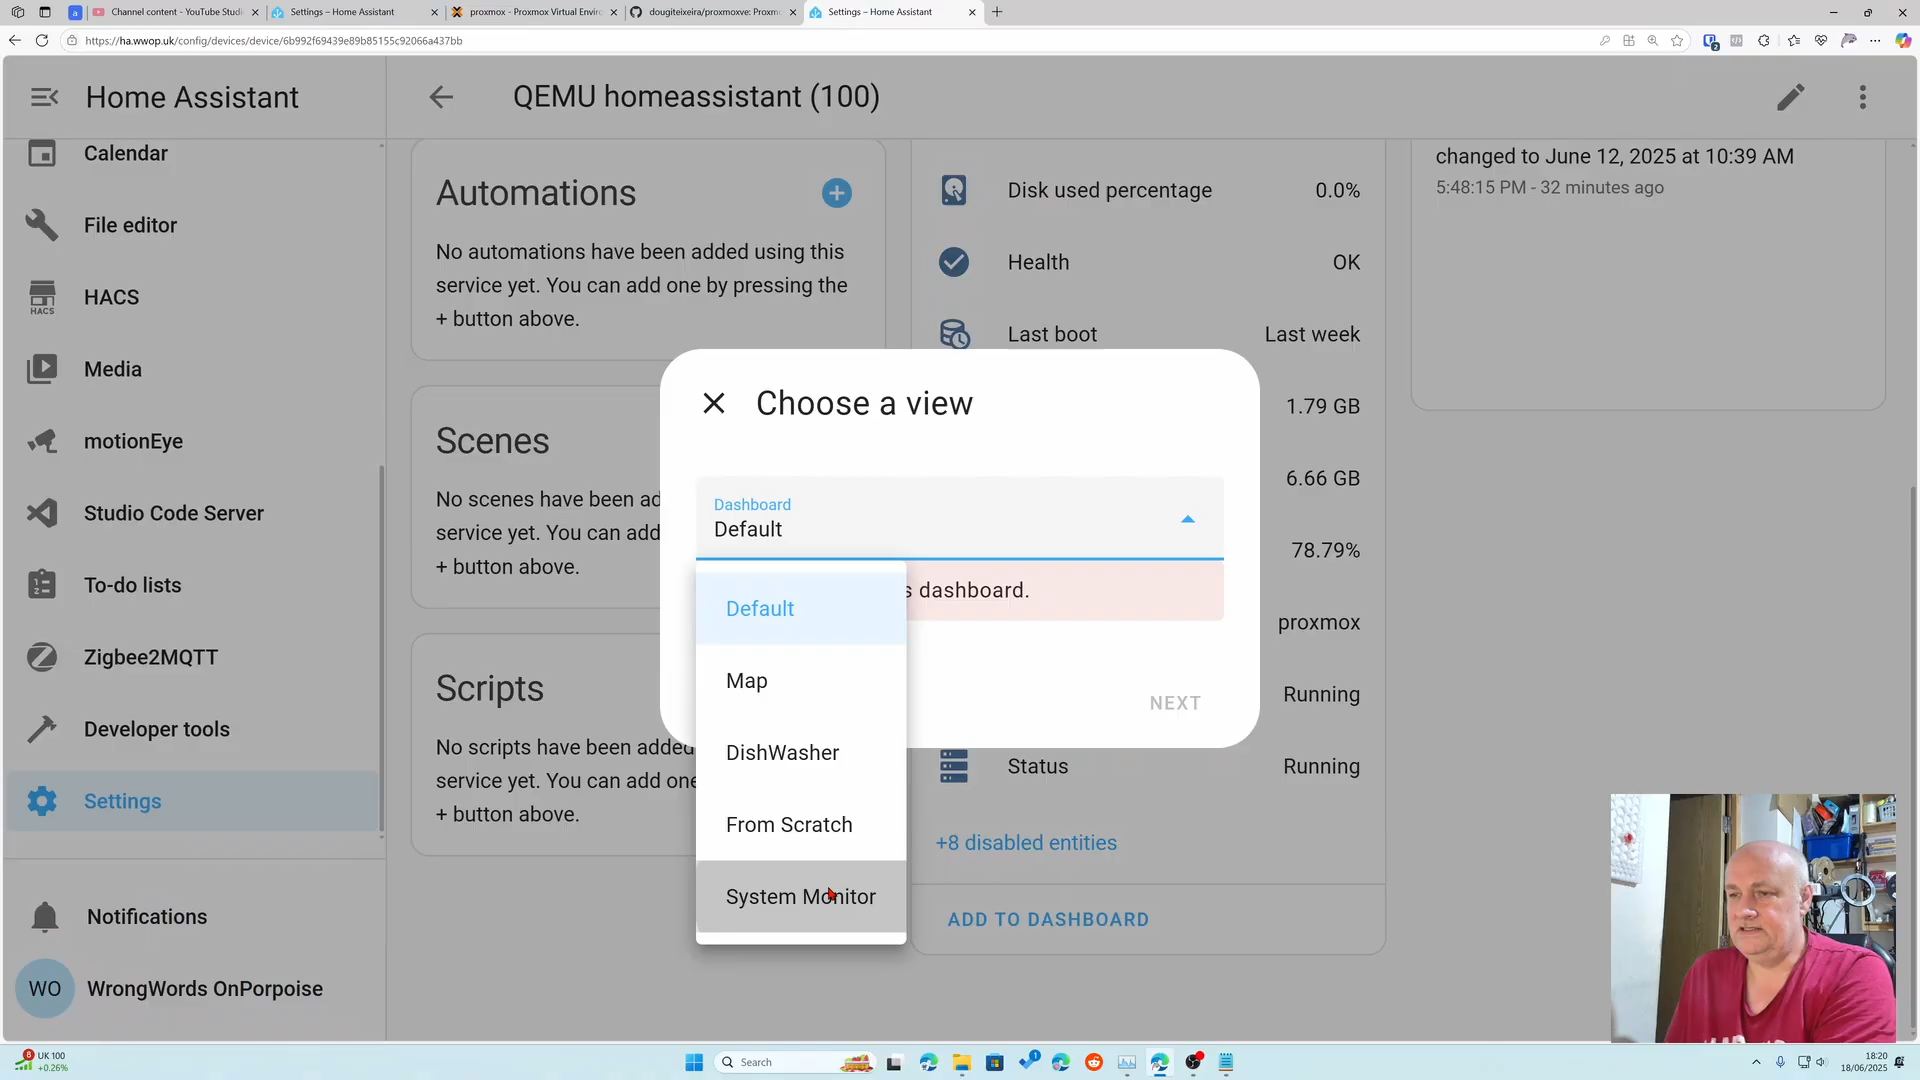 Channel content - YouTube Studi
Settings – Home Assistant
proxmox - Proxmox Virtual Enviro
dougiteixeira/proxmoxve: Proxm
Settings – Home Assistant
https://ha.wwop.uk/config/devices/device/6b992f69439e89b85155c92066a437bb
Home Assistant
QEMU homeassistant (100)
Calendar
File editor
HACS
HACS
Media
motionEye
Studio Code Server
To-do lists
Zigbee2MQTT
Developer tools
Settings
Notifications
WO
WrongWords OnPorpoise
Automations
No automations have been added using this
service yet. You can add one by pressing the
+ button above.
Scenes
No scenes have been ad
service yet. You can add
+ button above.
Scripts
No scripts have been added
service yet. You can add one
+ button above.
Disk used percentage 0.0%
Health OK
Last boot Last week
1.79 GB
6.66 GB
78.79%
proxmox
Running
Status Running
+8 disabled entities
ADD TO DASHBOARD
changed to June 12, 2025 at 10:39 AM
5:48:15 PM - 32 minutes ago
Choose a view
Dashboard
Default
s dashboard.
Default
Map
DishWasher
From Scratch
System Monitor
NEXT
8
UK 100
+0.26%
Search
1
18:20
18/06/2025